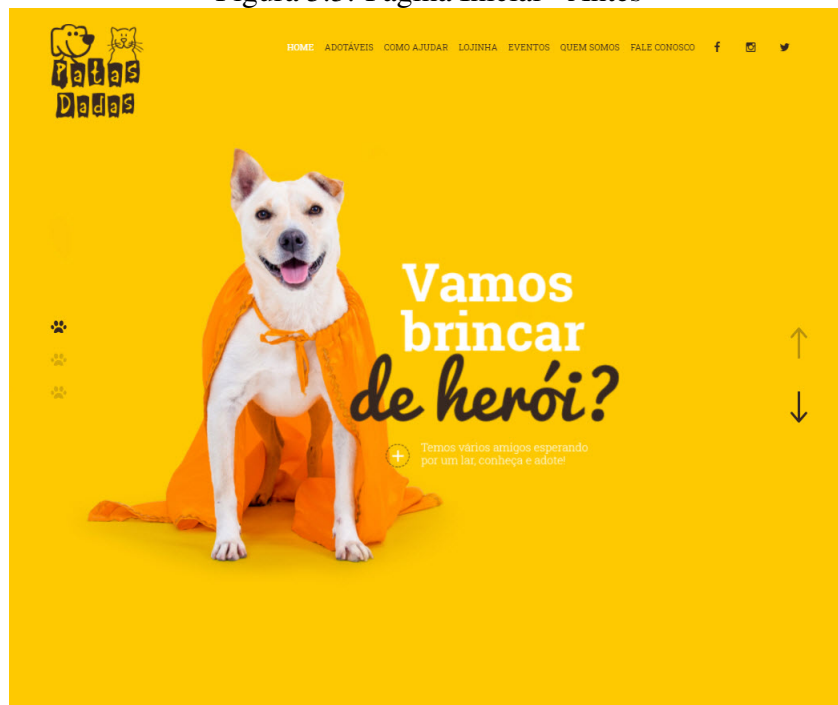 Figura 5.5: Página Inicial - Antes
Patas
Dadas
HOME ADOTÁVEIS COMO AJUDAR LOJINHA EVENTOS QUEM SOMOS FALE CONOSCO
Vamos
brincar
de herói?
Temos vários amigos esperando
por um lar, conheça e adote!